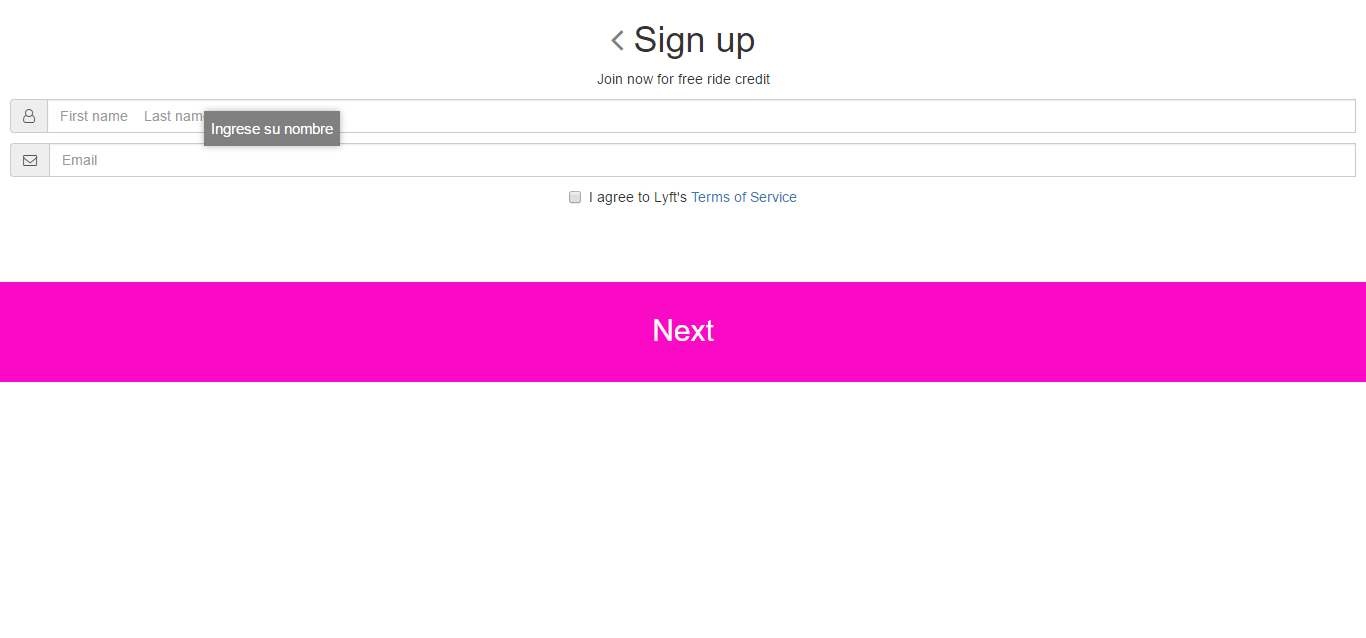 Sign up
Join now for free ride credit
First name Last nam
Ingrese su nombre
Email
I agree to Lyft's Terms of Service
Next